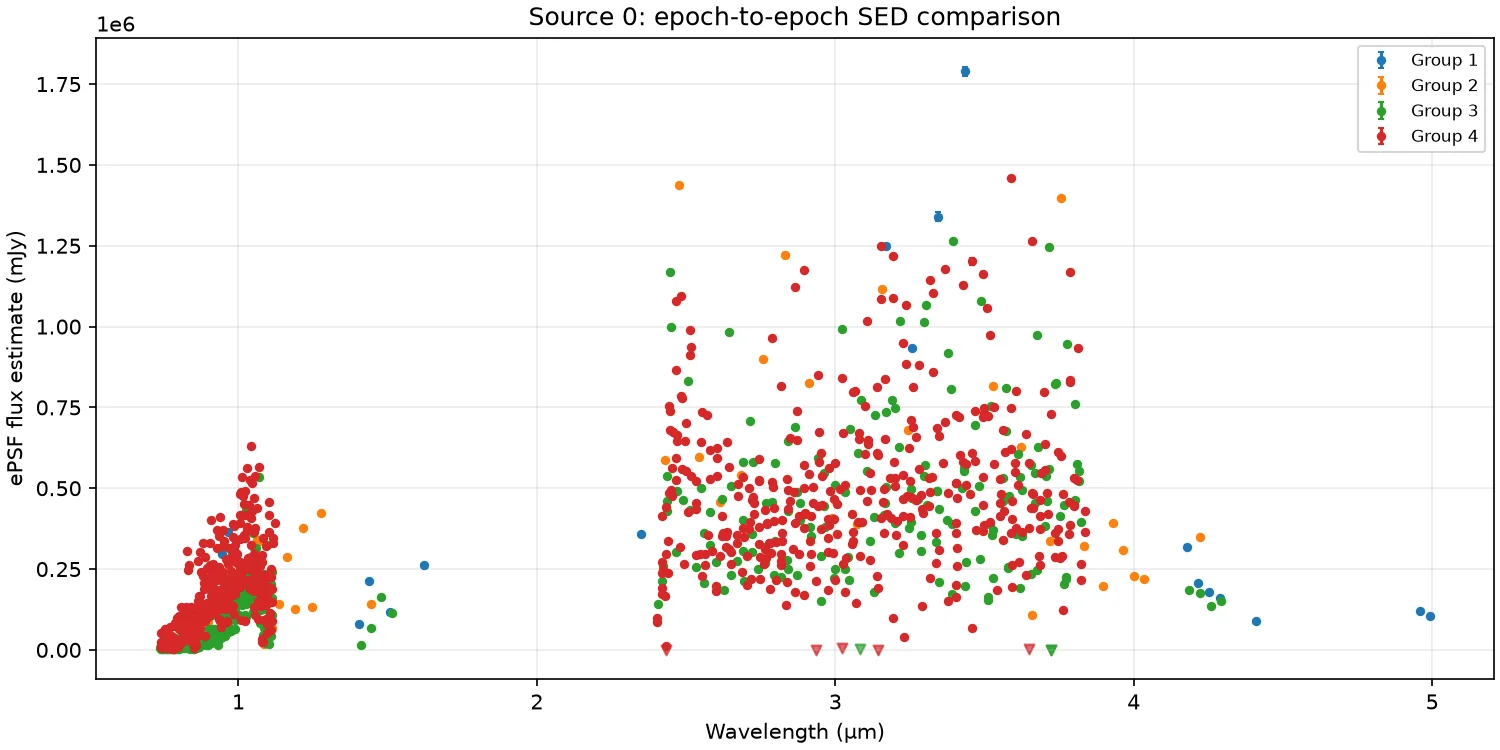 Source 0: epoch-to-epoch SED comparison
1e6
1.75
1.50
1.25
1.00
0.75
0.50
0.25
0.00
ePSF flux estimate (mJy)
1 2 3 4 5
Wavelength (μm)
Group 1
Group 2
Group 3
Group 4